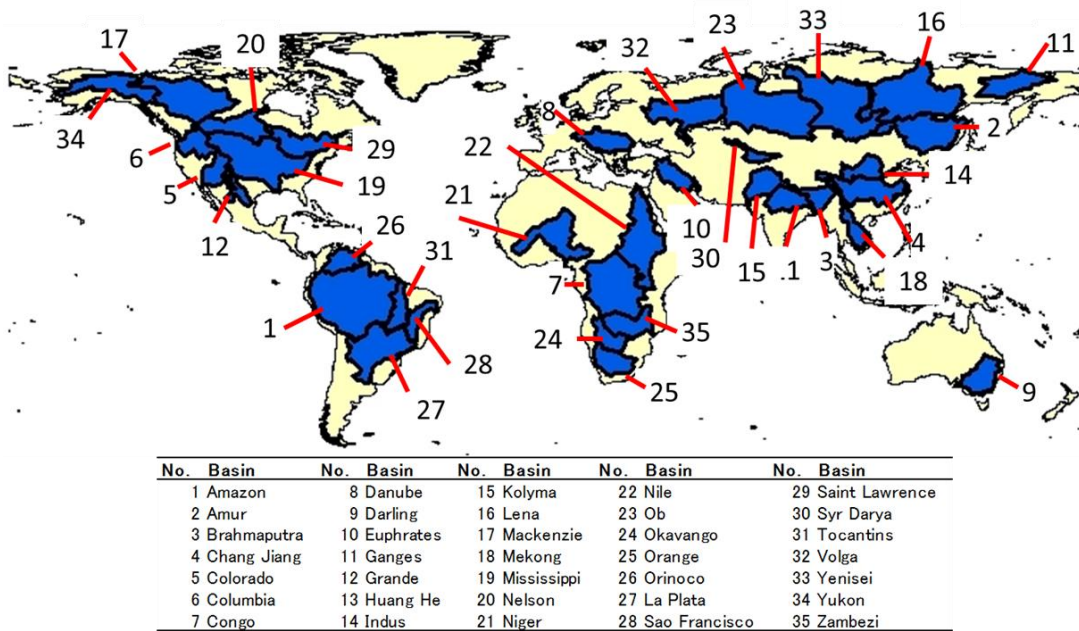 23 33 16
17 20 32 11
8 2
34
6 29 22
14
5 19
21 26
12 10 4
31 30 15 1 3 18
7
1 24 35
28
25 9
27
No. Basin No. Basin No. Basin No. Basin No. Basin
1 Amazon 8 Danube 15 Kolyma 22 Nile 29 Saint Lawrence
2 Amur 9 Darling 16 Lena 23 Ob 30 Syr Darya
3 Brahmaputra 10 Euphrates 17 Mackenzie 24 Okavango 31 Tocantins
4 Chang Jiang 11 Ganges 18 Mekong 25 Orange 32 Volga
5 Colorado 12 Grande 19 Mississippi 26 Orinoco 33 Yenisei
6 Columbia 13 Huang He 20 Nelson 27 La Plata 34 Yukon
7 Congo 14 Indus 21 Niger 28 Sao Francisco 35 Zambezi